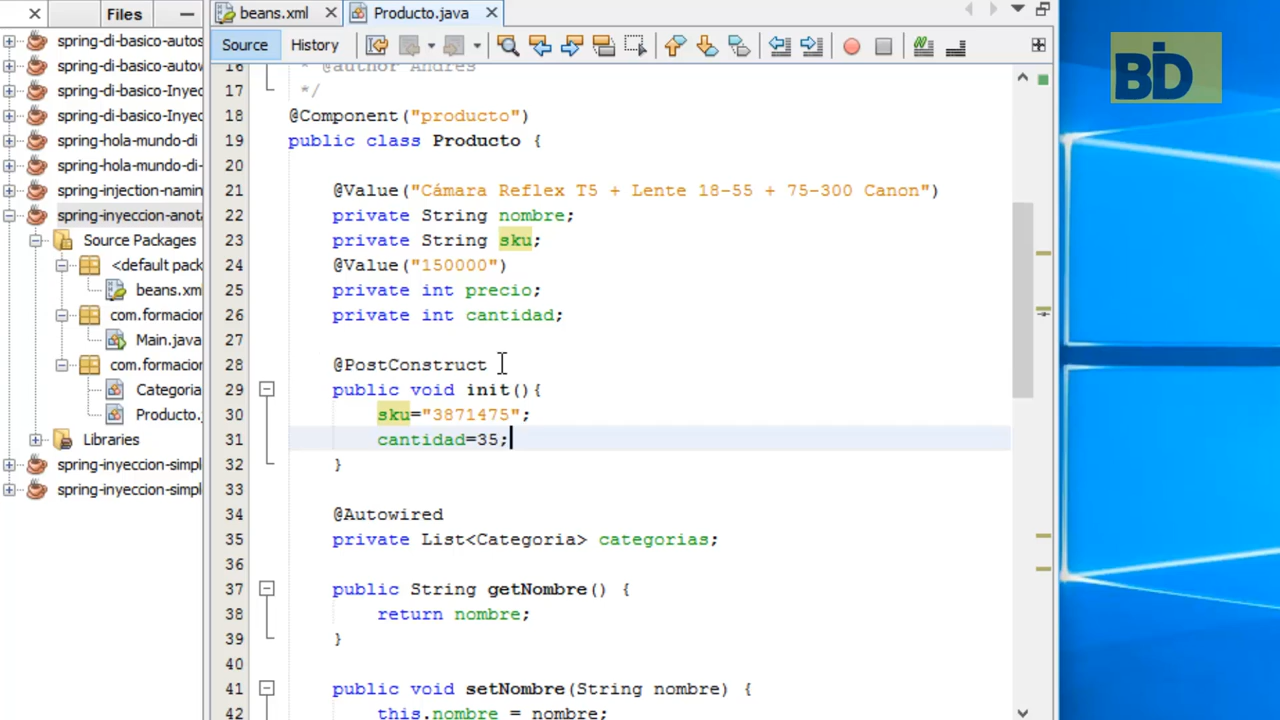 Files
beans.xml
Producto.java
Source
History
BID
spring-di-basico-autos
spring-di-basico-autow
spring-di-basico-Inyec
spring-di-basico-Inyec
spring-hola-mundo-di
spring-hola-mundo-di-
spring-injection-namin
spring-inyeccion-anota
Source Packages
<default pack
beans.xml
com.formacion
Main.java
com.formacion
Categoria
Producto.
Libraries
spring-inyeccion-simpl
spring-inyeccion-simpl
16 * @author Andres
17 */
18 @Component("producto")
19 public class Producto {
20
21 @Value("Cámara Reflex T5 + Lente 18-55 + 75-300 Canon")
22 private String nombre;
23 private String sku;
24 @Value("150000")
25 private int precio;
26 private int cantidad;
27
28 @PostConstruct
29 public void init(){
30 sku="3871475";
31 cantidad=35;
32 }
33
34 @Autowired
35 private List<Categoria> categorias;
36
37 public String getNombre() {
38 return nombre;
39 }
40
41 public void setNombre(String nombre) {
42 this.nombre = nombre;